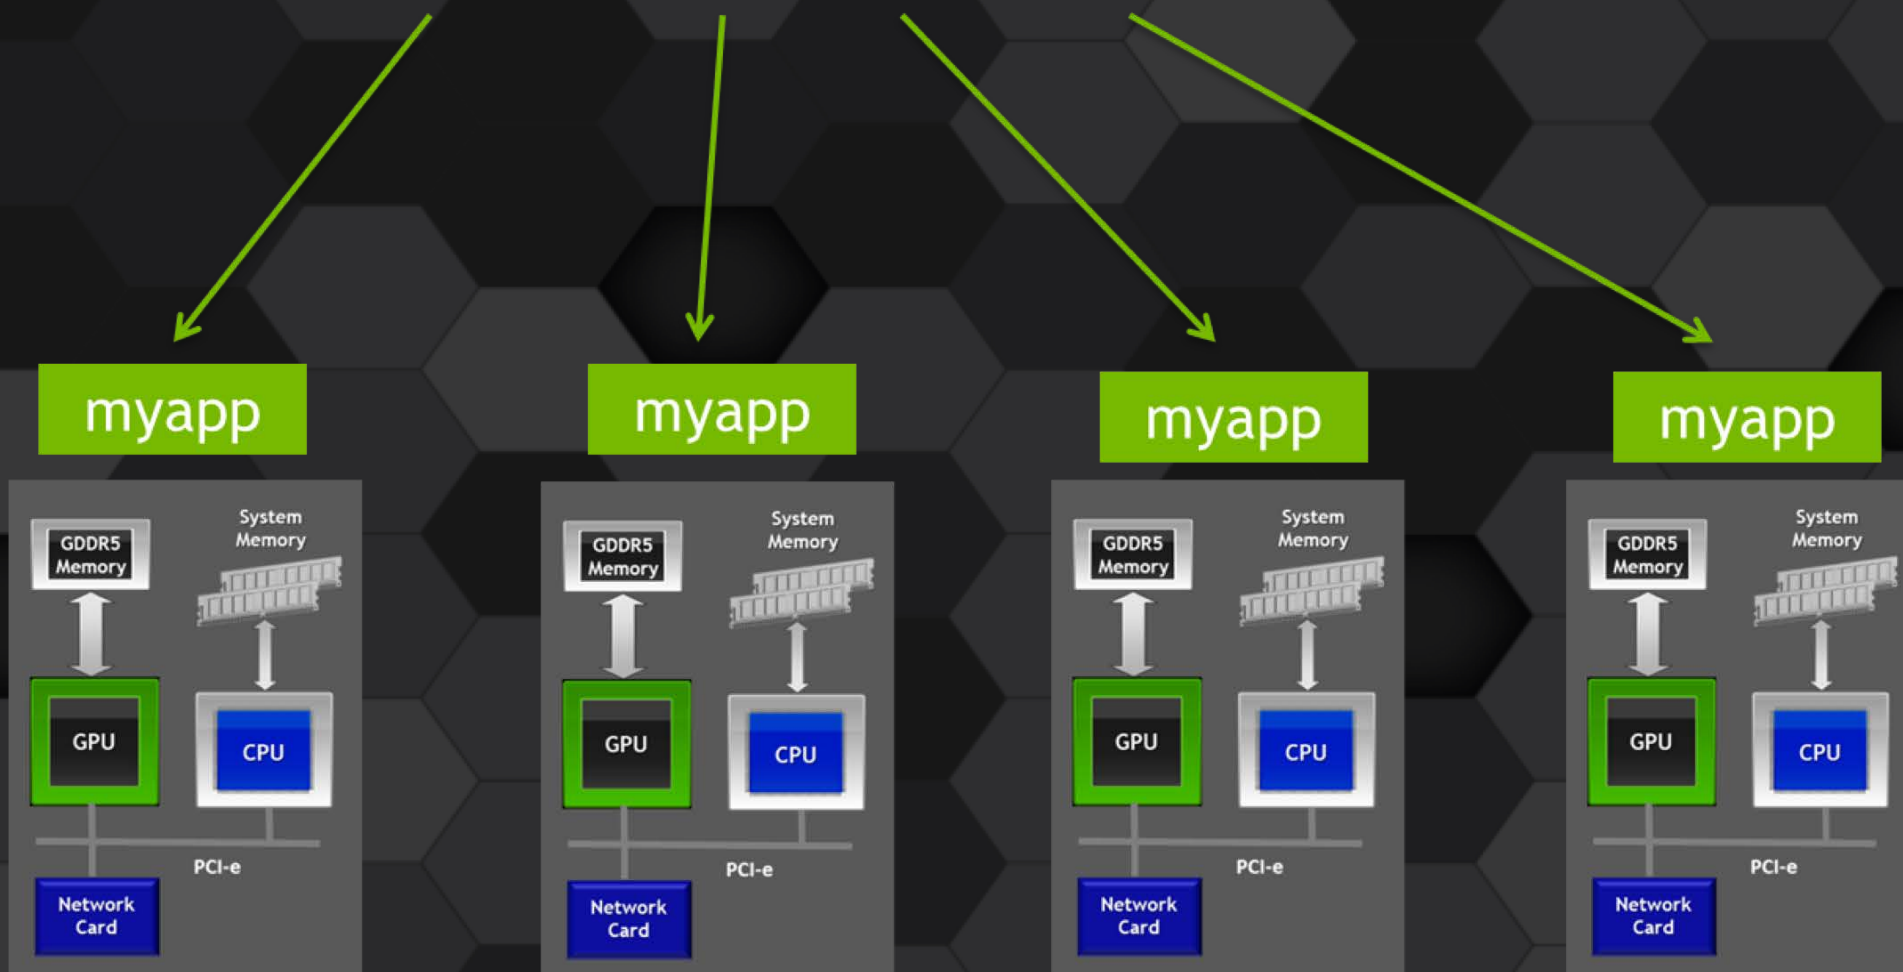 myapp
myapp
myapp
myapp
GDDR5
Memory
System
Memory
GPU
CPU
PCI-e
Network
Card
GDDR5
Memory
System
Memory
GPU
CPU
PCI-e
Network
Card
GDDR5
Memory
System
Memory
GPU
CPU
PCI-e
Network
Card
GDDR5
Memory
System
Memory
GPU
CPU
PCI-e
Network
Card